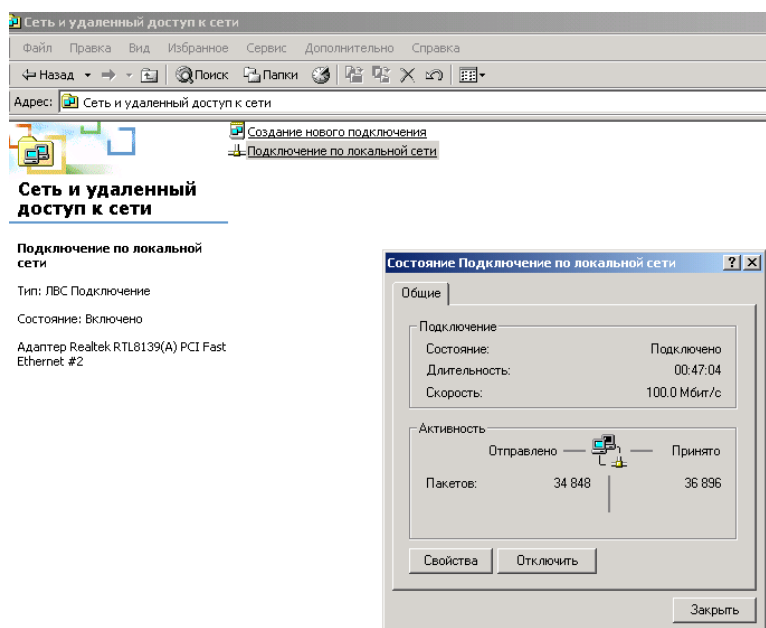 Сеть и удаленный доступ к сети
Файл Правка Вид Избранное Сервис Дополнительно Справка
Назад Поиск Папки
Адрес: Сеть и удаленный доступ к сети
Создание нового подключения
Подключение по локальной сети
Сеть и удаленный
доступ к сети
Подключение по локальной
сети
Тип: ЛВС Подключение
Состояние: Включено
Адаптер Realtek RTL8139(A) PCI Fast
Ethernet #2
Состояние Подключение по локальной сети
Общие
Подключение
Состояние: Подключено
Длительность: 00:47:04
Скорость: 100.0 Мбит/с
Активность
Отправлено — — Принято
Пакетов: 34 848 36 896
Свойства Отключить
Закрыть